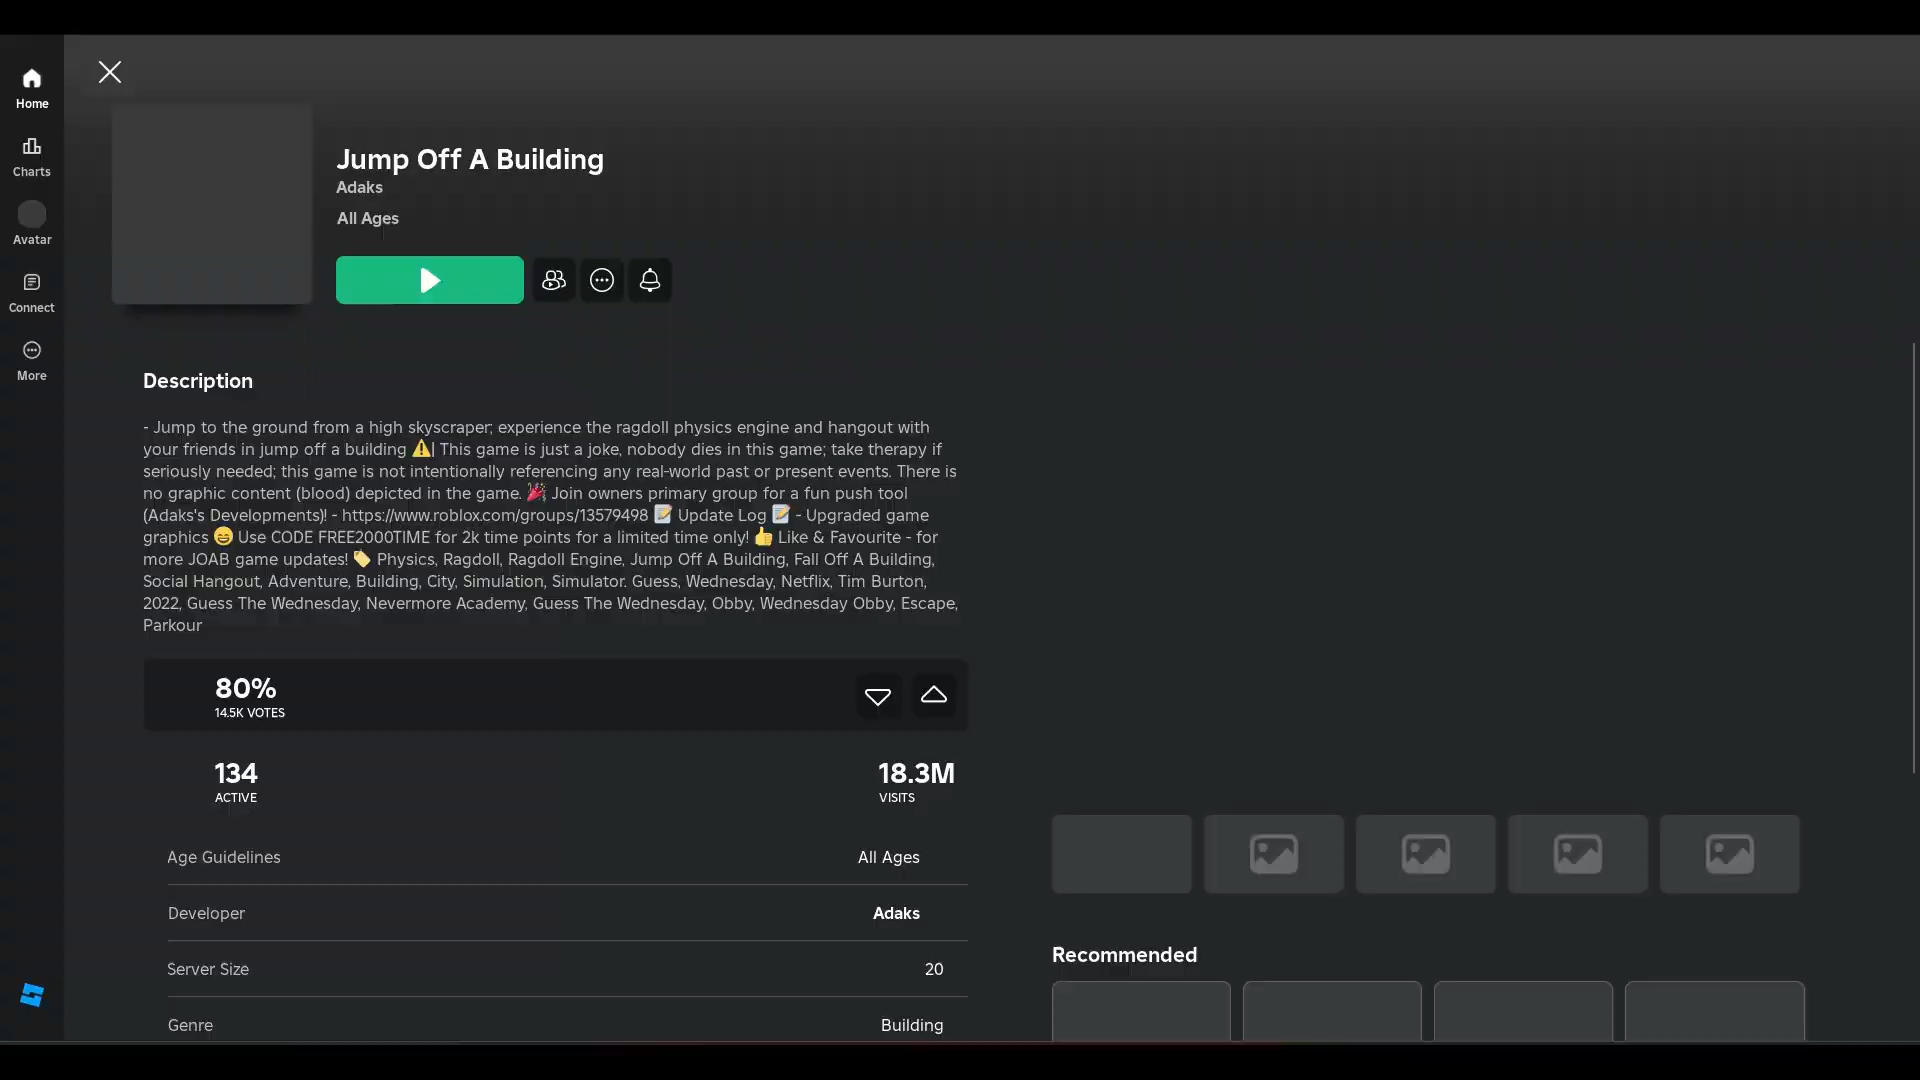 Home
Charts
Avatar
Connect
More
Jump Off A Building
Adaks
All Ages
Description
- Jump to the ground from a high skyscraper; experience the ragdoll physics engine and hangout with
your friends in jump off a building ⚠️| This game is just a joke, nobody dies in this game; take therapy if
seriously needed; this game is not intentionally referencing any real-world past or present events. There is
no graphic content (blood) depicted in the game. 🎉 Join owners primary group for a fun push tool
(Adaks's Developments)! - https://www.roblox.com/groups/13579498 📝 Update Log 📝 - Upgraded game
graphics 😄 Use CODE FREE2000TIME for 2k time points for a limited time only! 👍 Like & Favourite - for
more JOAB game updates! 🏷️ Physics, Ragdoll, Ragdoll Engine, Jump Off A Building, Fall Off A Building,
Social Hangout, Adventure, Building, City, Simulation, Simulator. Guess, Wednesday, Netflix, Tim Burton,
2022, Guess The Wednesday, Nevermore Academy, Guess The Wednesday, Obby, Wednesday Obby, Escape,
Parkour
80%
14.5K VOTES
134
ACTIVE
18.3M
VISITS
Age Guidelines
All Ages
Developer
Adaks
Server Size
20
Genre
Building
Recommended